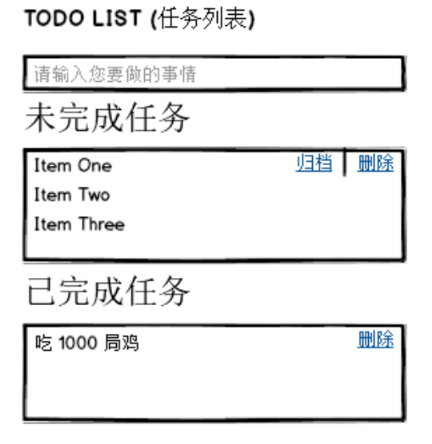 TODO LIST (任务列表)
请输入您要做的事情
未完成任务
Item One 归档 | 删除
Item Two
Item Three
已完成任务
吃 1000 局鸡 删除